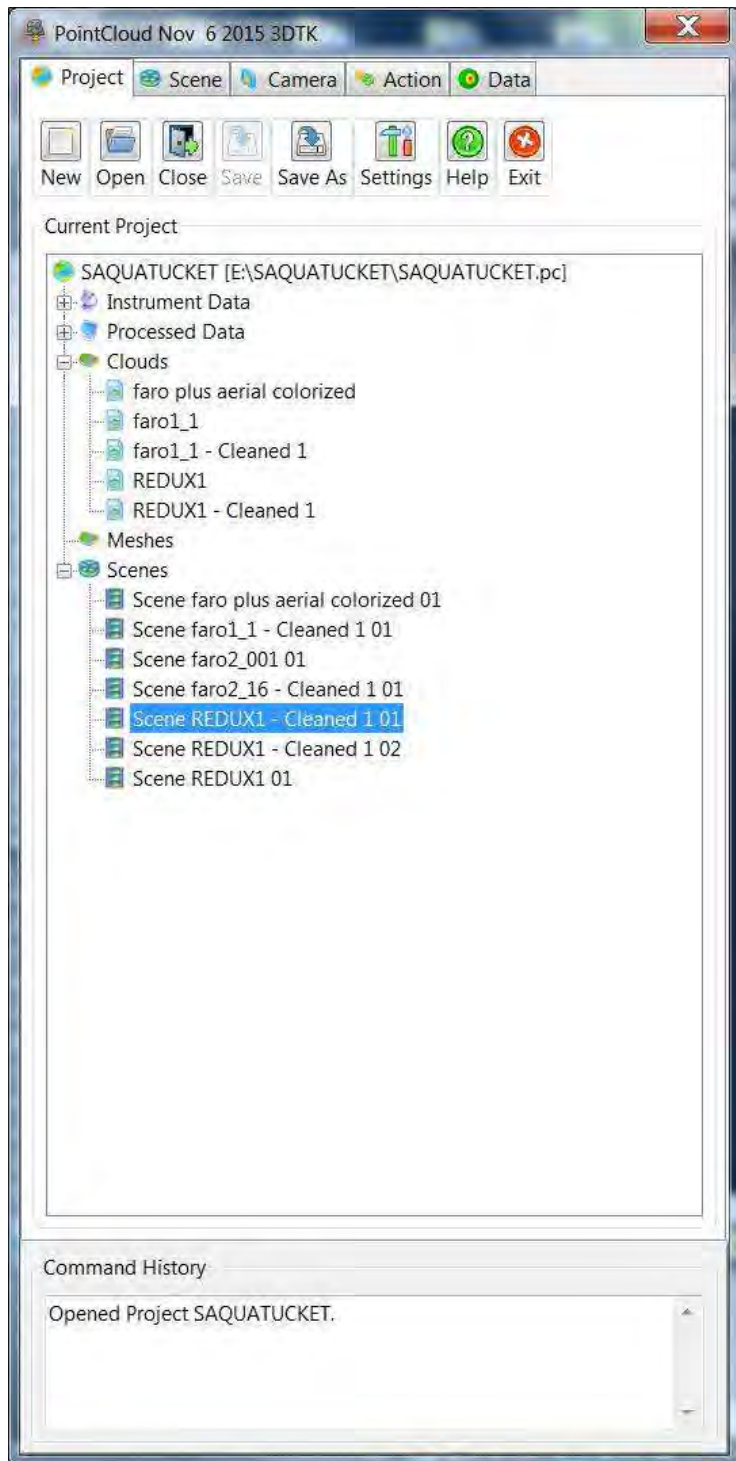 PointCloud Nov 6 2015 3DTK
Project Scene Camera Action Data
New Open Close Save Save As Settings Help Exit
Current Project
SAQUATUCKET [E:\SAQUATUCKET\SAQUATUCKET.pc]
Instrument Data
Processed Data
Clouds
faro plus aerial colorized
faro1_1
faro1_1 - Cleaned 1
REDUX1
REDUX1 - Cleaned 1
Meshes
Scenes
Scene faro plus aerial colorized 01
Scene faro1_1 - Cleaned 1 01
Scene faro2_001 01
Scene faro2_16 - Cleaned 1 01
Scene REDUX1 - Cleaned 1 01
Scene REDUX1 - Cleaned 1 02
Scene REDUX1 01
Command History
Opened Project SAQUATUCKET.